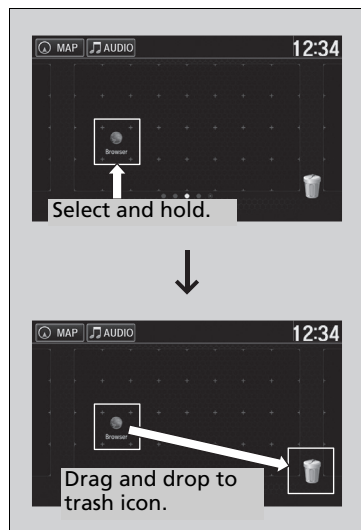 MAP AUDIO 12:34
Browser
Select and hold.
MAP AUDIO 12:34
Browser
Drag and drop to
trash icon.